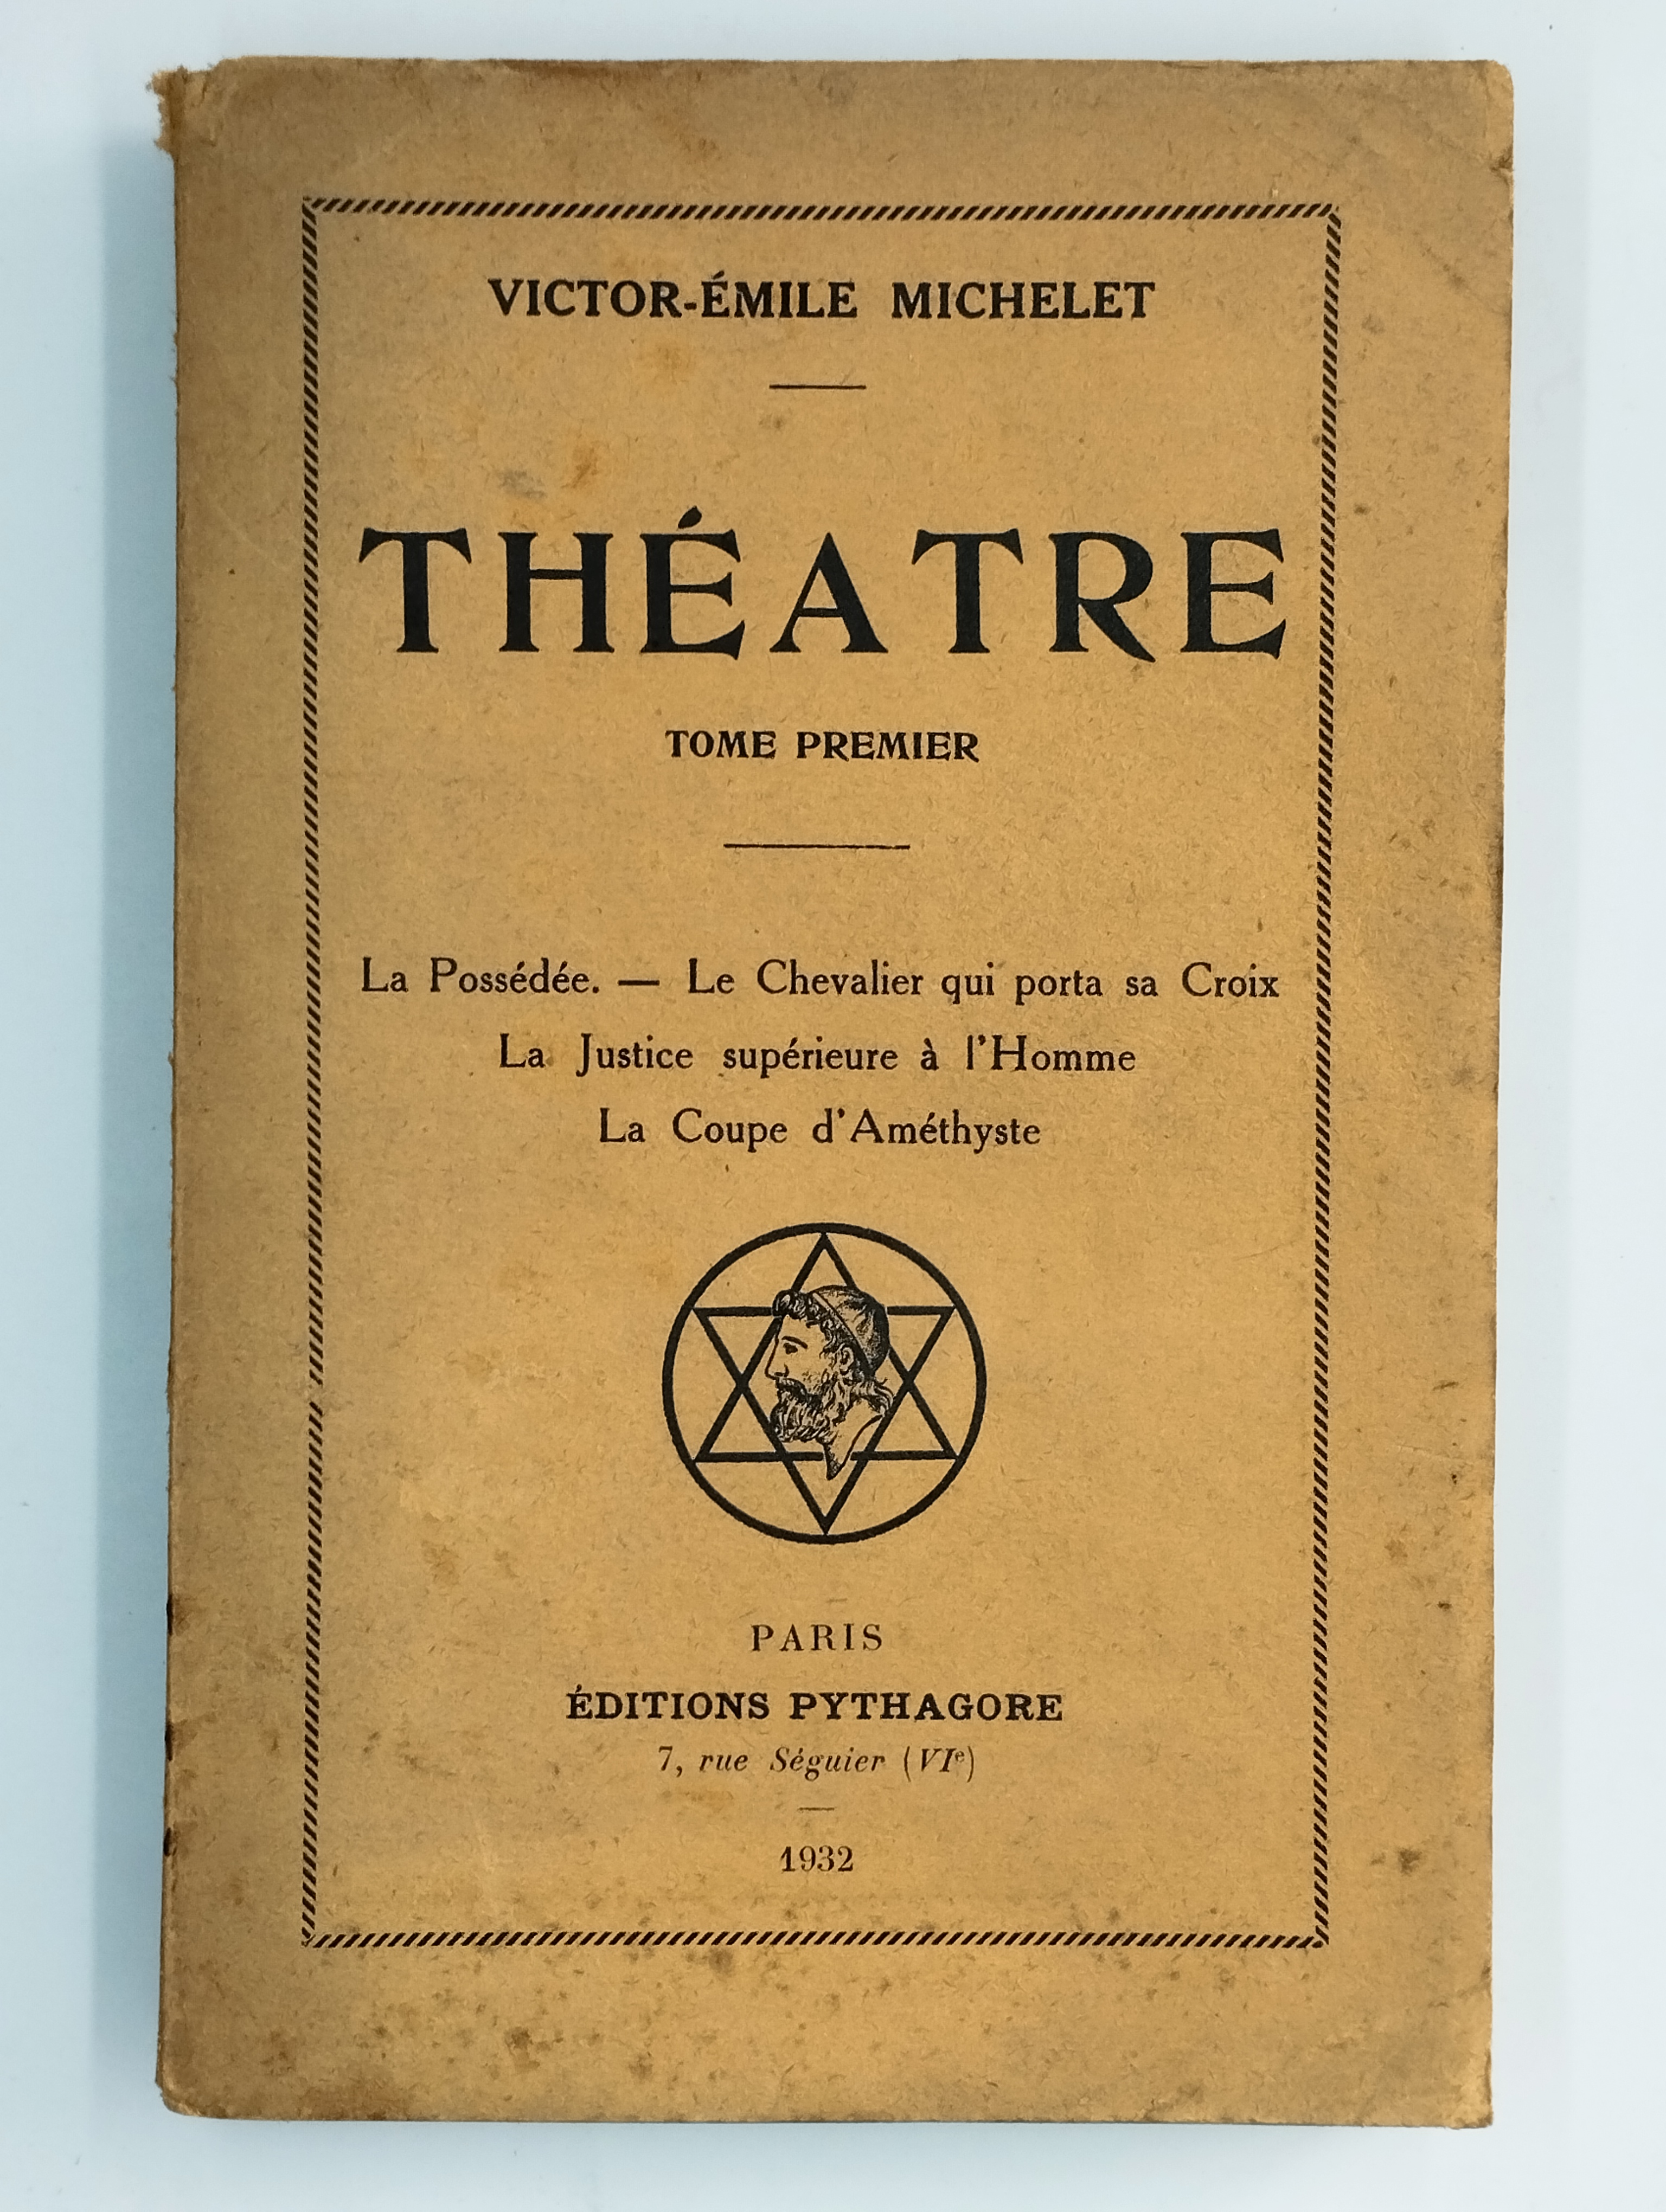 VICTOR-ÉMILE MICHELET
THÉATRE
TOME PREMIER
La Possédée. — Le Chevalier qui porta sa Croix
La Justice supérieure à l'Homme
La Coupe d'Améthyste
PARIS
ÉDITIONS PYTHAGORE
7, rue Séguier (VIᵉ)
1932